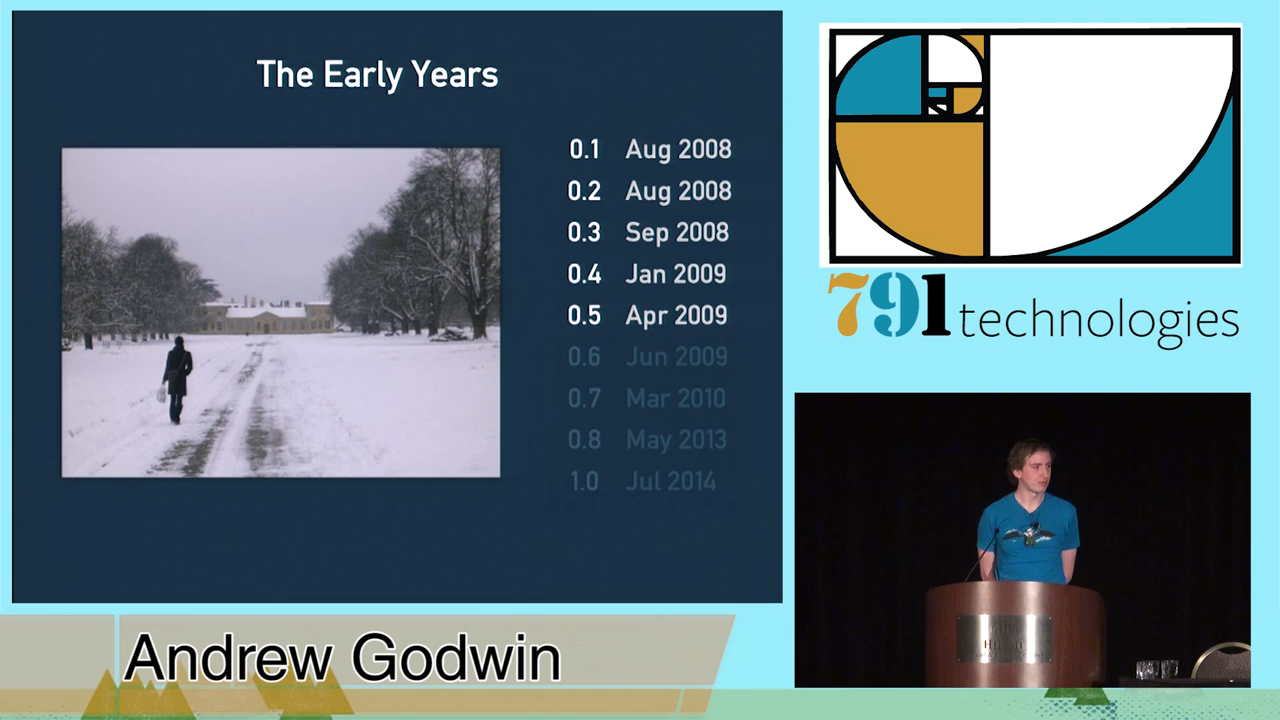 The Early Years
0.1 Aug 2008
0.2 Aug 2008
0.3 Sep 2008
0.4 Jan 2009
0.5 Apr 2009
0.6 Jun 2009
0.7 Mar 2010
0.8 May 2013
1.0 Jul 2014
791 technologies
Andrew Godwin